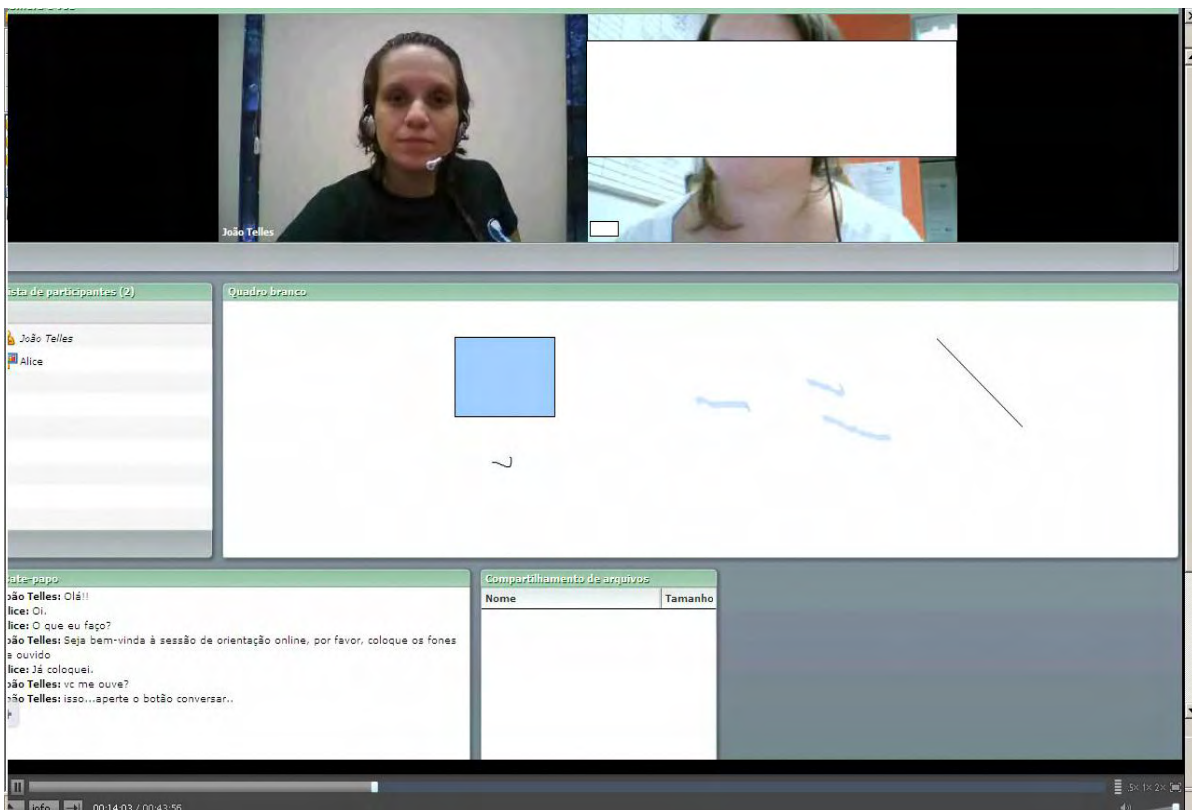 João Telles
ista de participantes (2)
Quadro branco
João Telles
Alice
ate-papo
oão Telles: Olá!!
lice: Oi.
lice: O que eu faço?
oão Telles: Seja bem-vinda à sessão de orientação online, por favor, coloque os fones
e ouvido
lice: Já coloquei.
oão Telles: vc me ouve?
oão Telles: isso...aperte o botão conversar..
Compartilhamento de arquivos
Nome Tamanho
info 00:14:03 / 00:43:56
.5× 1× 2×